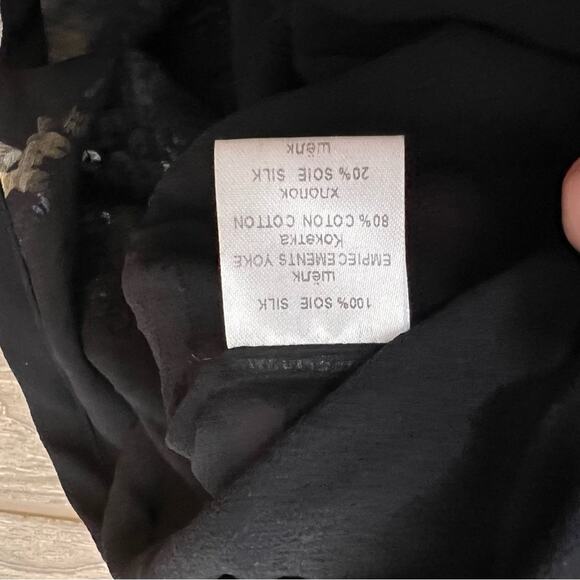 100% SOIE SILK
шёлк
EMPIECEMENTS YOKE
Кокетка
80% COTON COTTON
хлопок
20% SOIE SILK
шёлк